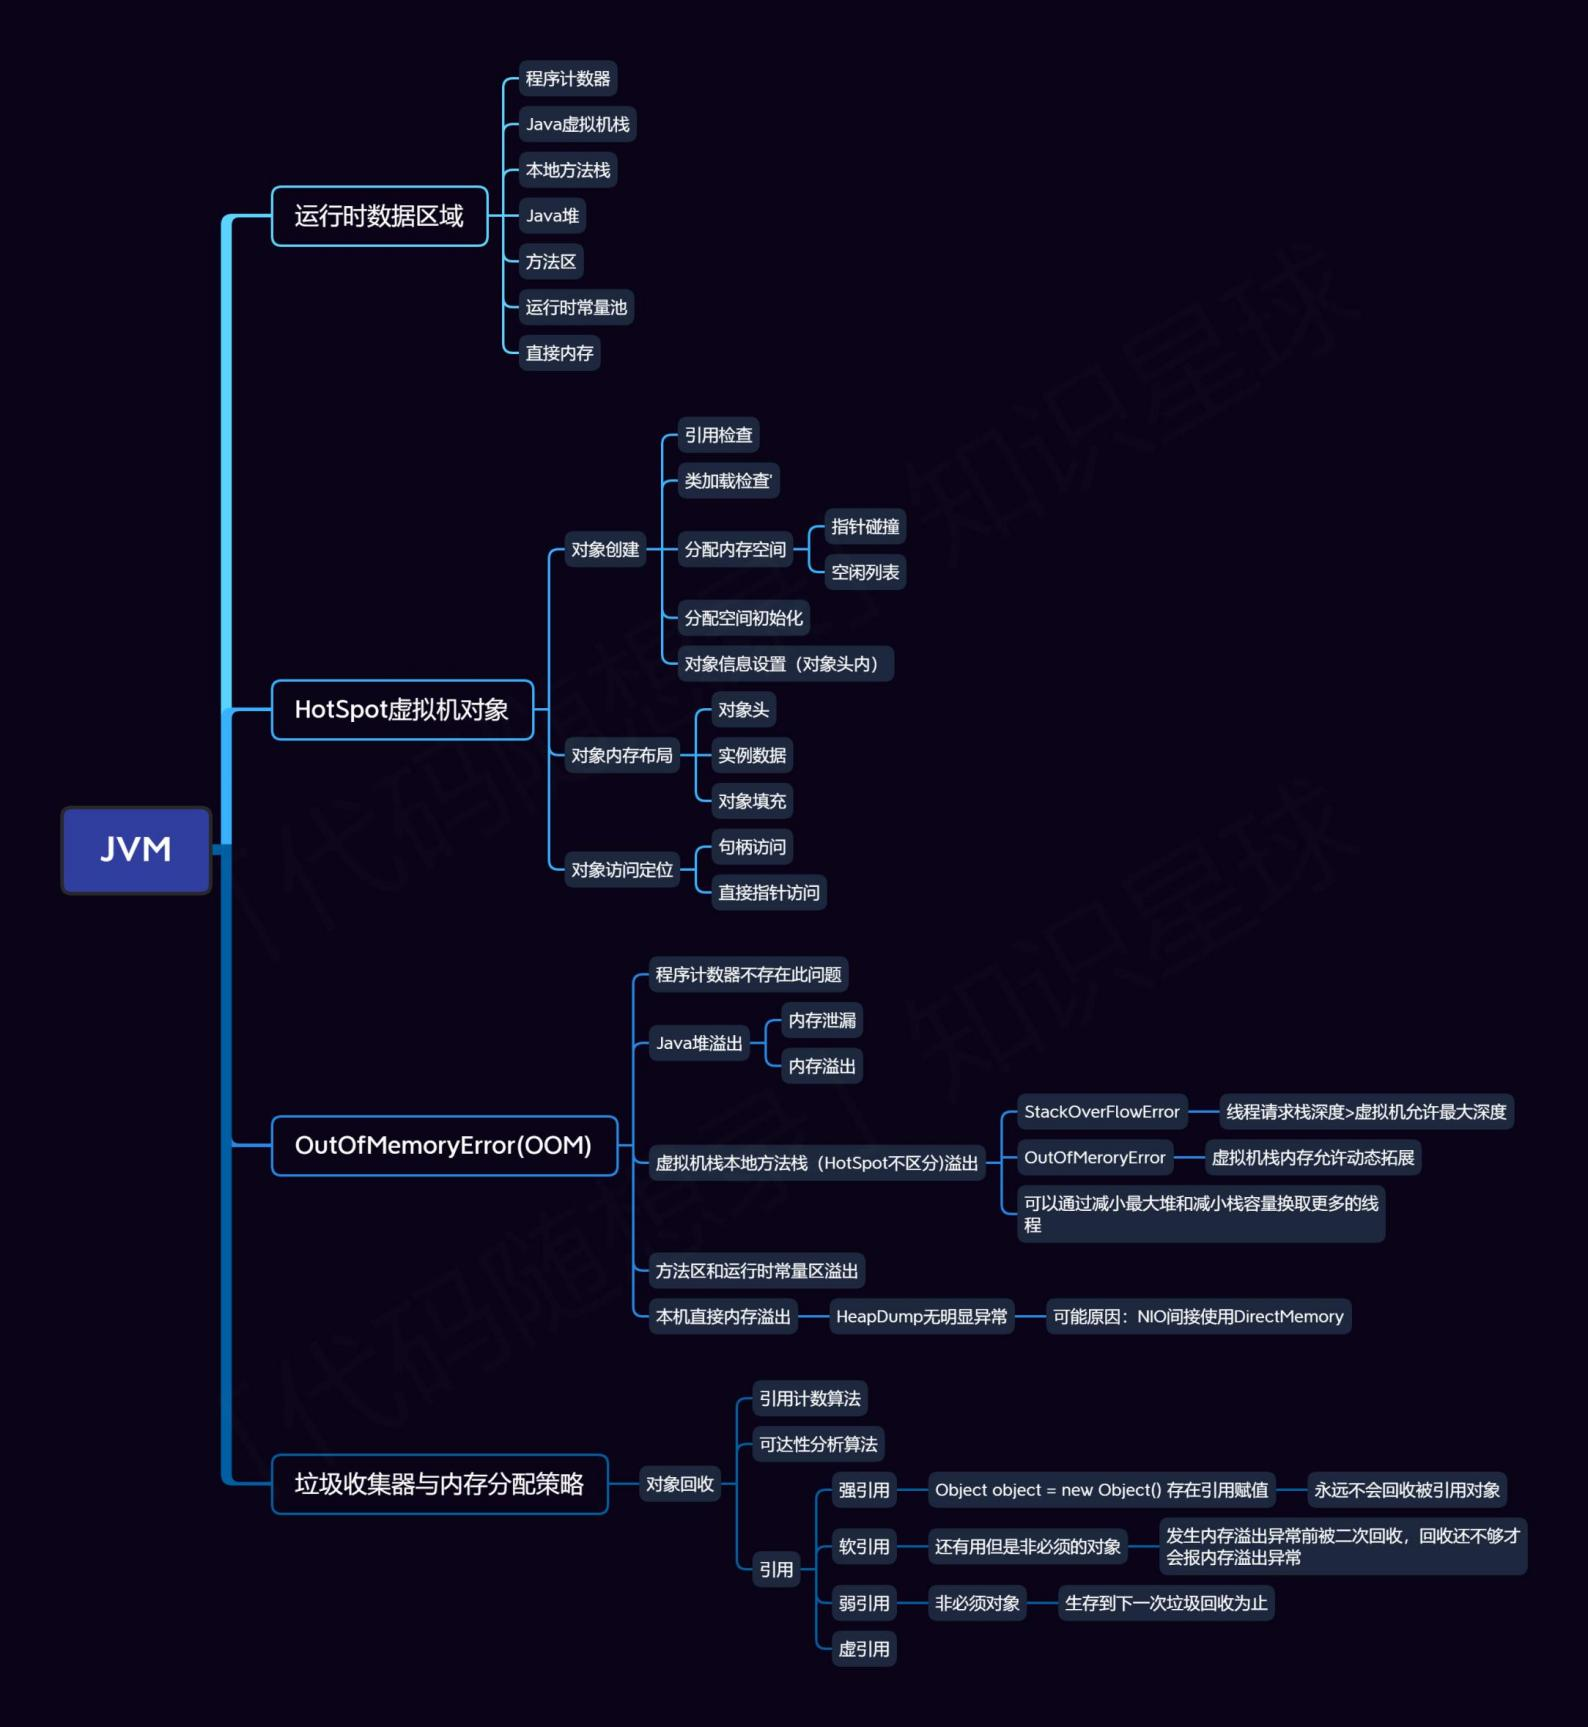 程序计数器
Java虚拟机栈
本地方法栈
运行时数据区域
Java堆
方法区
运行时常量池
直接内存
引用检查
类加载检查'
指针碰撞
对象创建
分配内存空间
空闲列表
分配空间初始化
对象信息设置（对象头内）
HotSpot虚拟机对象
对象头
对象内存布局
实例数据
对象填充
JVM
句柄访问
对象访问定位
直接指针访问
程序计数器不存在此问题
内存泄漏
Java堆溢出
内存溢出
StackOverFlowError
线程请求栈深度>虚拟机允许最大深度
OutOfMemoryError(OOM)
虚拟机栈本地方法栈（HotSpot不区分)溢出
OutOfMeroryError
虚拟机栈内存允许动态拓展
可以通过减小最大堆和减小栈容量换取更多的线
程
方法区和运行时常量区溢出
本机直接内存溢出
HeapDump无明显异常
可能原因：NIO间接使用DirectMemory
引用计数算法
可达性分析算法
垃圾收集器与内存分配策略
对象回收
强引用
Object object = new Object() 存在引用赋值
永远不会回收被引用对象
软引用
还有用但是非必须的对象
发生内存溢出异常前被二次回收，回收还不够才
会报内存溢出异常
引用
弱引用
非必须对象
生存到下一次垃圾回收为止
虚引用
代码随想录 知识星球
代码随想录 知识星球